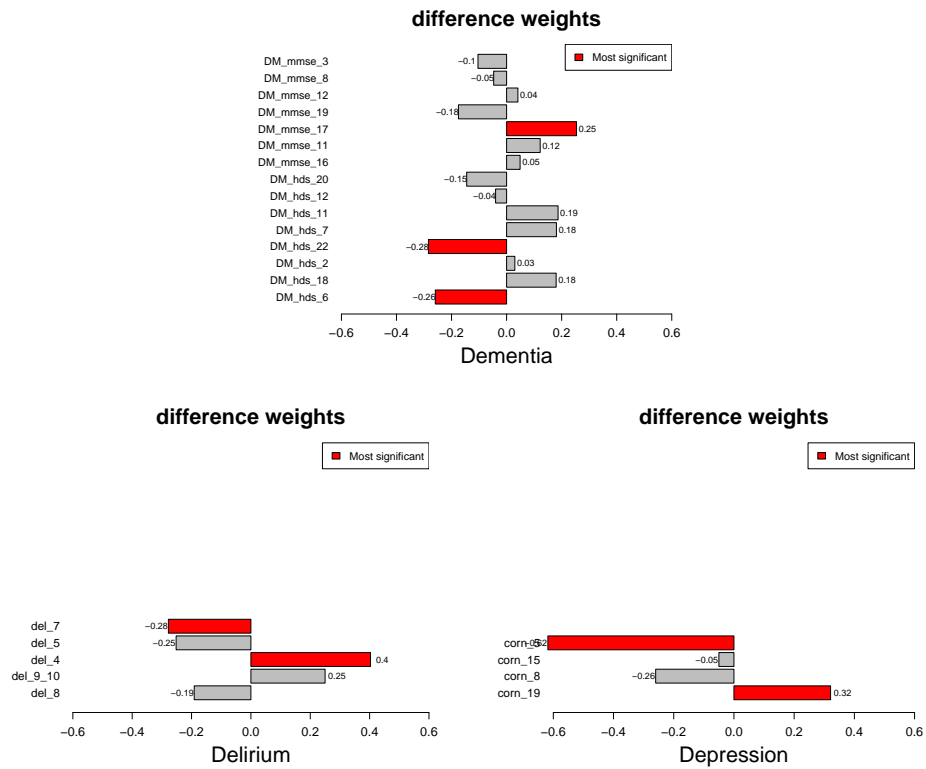 difference weights
Most significant
DM_mmse_3 −0.1
DM_mmse_8 −0.05
DM_mmse_12 0.04
DM_mmse_19 −0.18
DM_mmse_17 0.25
DM_mmse_11 0.12
DM_mmse_16 0.05
DM_hds_20 −0.15
DM_hds_12 −0.04
DM_hds_11 0.19
DM_hds_7 0.18
DM_hds_22 −0.28
DM_hds_2 0.03
DM_hds_18 0.18
DM_hds_6 −0.26
−0.6 −0.4 −0.2 0.0 0.2 0.4 0.6
Dementia
difference weights
Most significant
del_7 −0.28
del_5 −0.25
del_4 0.4
del_9_10 0.25
del_8 −0.19
−0.6 −0.4 −0.2 0.0 0.2 0.4 0.6
Delirium
difference weights
Most significant
corn_5 −0.62
corn_15 −0.05
corn_8 −0.26
corn_19 0.32
−0.6 −0.4 −0.2 0.0 0.2 0.4 0.6
Depression